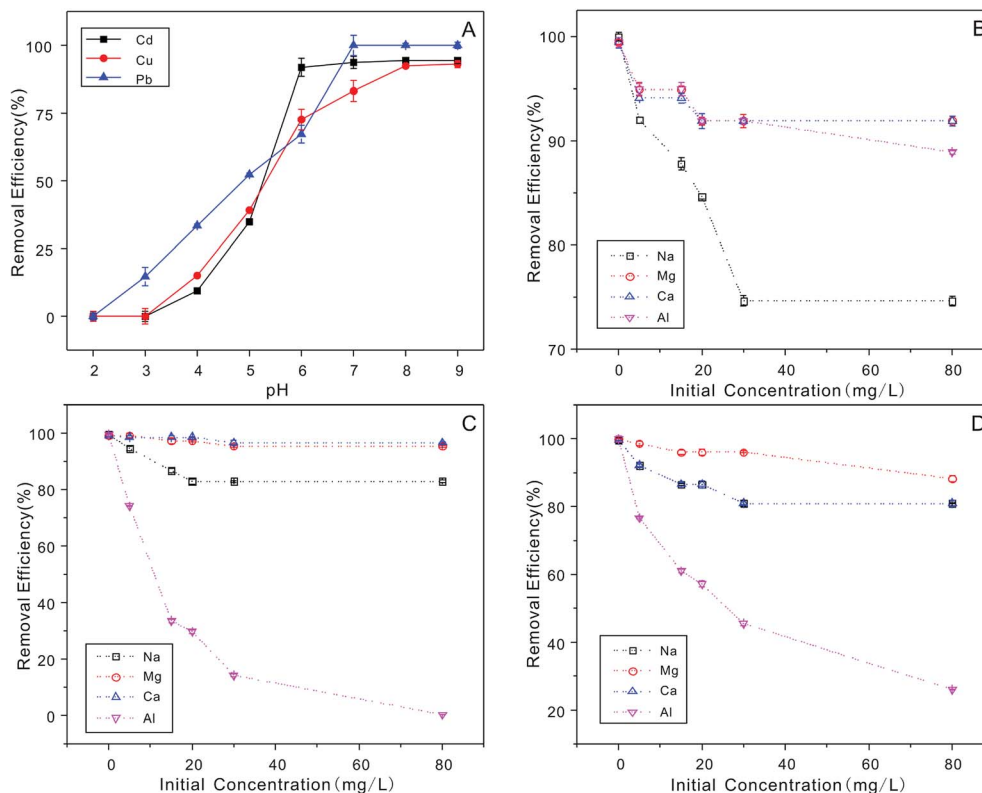 A
Cd
Cu
Pb
100
75
50
25
0
Removal Efficiency(%)
2 3 4 5 6 7 8 9
pH
B
100
90
80
70
Removal Efficiency(%)
Na
Mg
Ca
Al
0 20 40 60 80
Initial Concentration(mg/L)
C
100
80
60
40
20
0
Removal Efficiency(%)
Na
Mg
Ca
Al
0 20 40 60 80
Initial Concentration(mg/L)
D
100
80
60
40
20
Removal Efficiency(%)
Na
Mg
Ca
Al
0 20 40 60 80
Initial Concentration(mg/L)